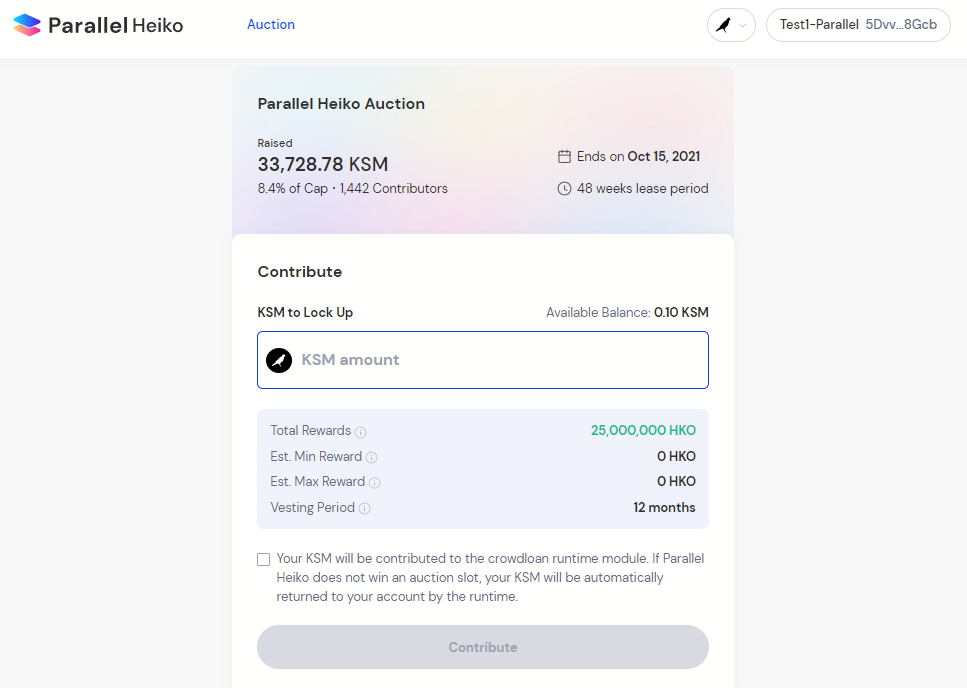 Parallel Heiko
Auction
Test1-Parallel 5Dvv...8Gcb
Parallel Heiko Auction
Raised
33,728.78 KSM
8.4% of Cap • 1,442 Contributors
Ends on Oct 15, 2021
48 weeks lease period
Contribute
KSM to Lock Up
Available Balance: 0.10 KSM
KSM amount
Total Rewards
25,000,000 HKO
Est. Min Reward
0 HKO
Est. Max Reward
0 HKO
Vesting Period
12 months
Your KSM will be contributed to the crowdloan runtime module. If Parallel
Heiko does not win an auction slot, your KSM will be automatically
returned to your account by the runtime.
Contribute